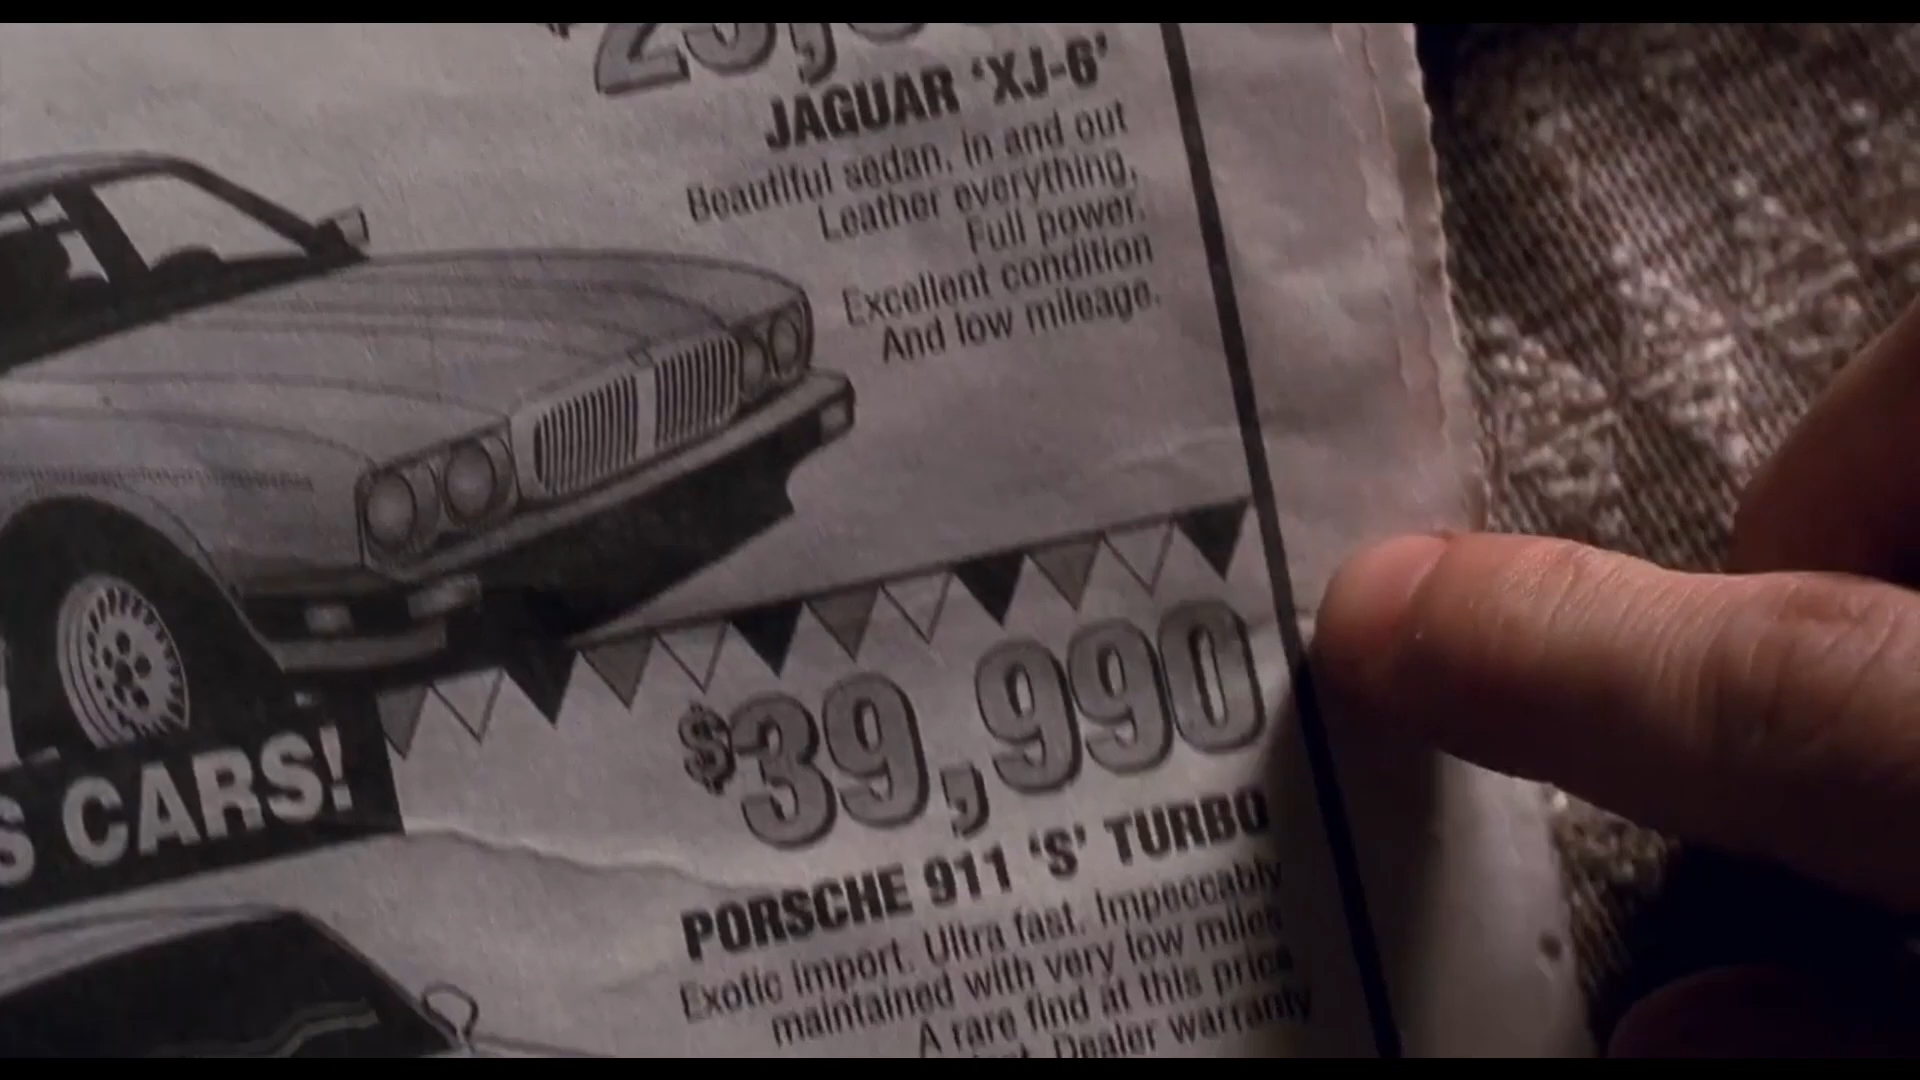 JAGUAR ‘XJ-6’
Beautiful sedan, in and out
Leather everything,
Full power.
Excellent condition
And low mileage.
S CARS!
$39,990
PORSCHE 911 ‘S’ TURBO
Exotic import. Ultra fast. Impeccably
maintained with very low miles
A rare find at this price
Dealer warranty